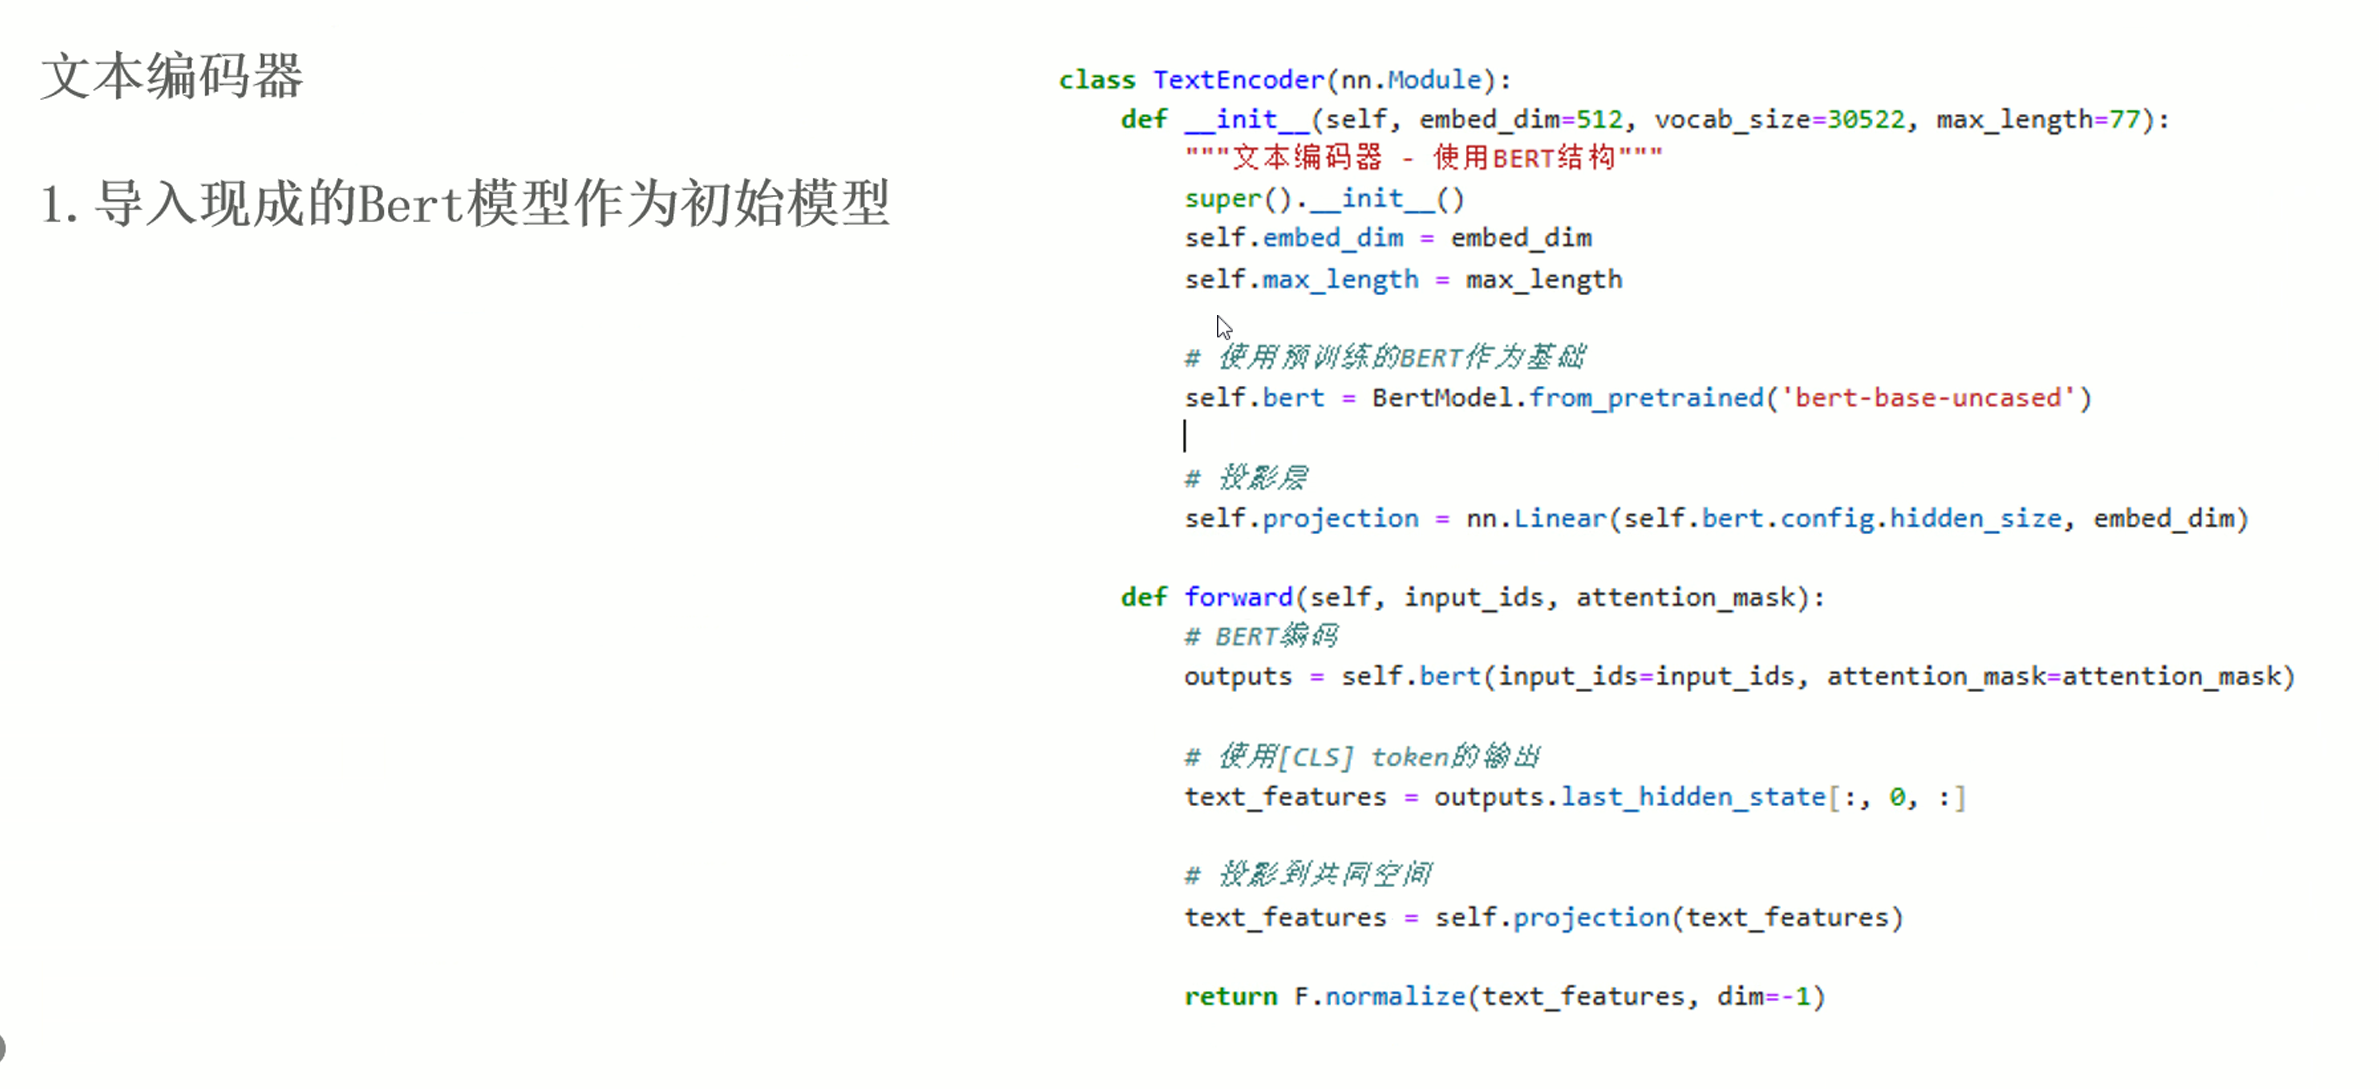 文本编码器
1. 导入现成的Bert模型作为初始模型
class TextEncoder(nn.Module):
    def __init__(self, embed_dim=512, vocab_size=30522, max_length=77):
        """文本编码器 - 使用BERT结构"""
        super().__init__()
        self.embed_dim = embed_dim
        self.max_length = max_length
        # 使用预训练的BERT作为基础
        self.bert = BertModel.from_pretrained('bert-base-uncased')
        # 投影层
        self.projection = nn.Linear(self.bert.config.hidden_size, embed_dim)
    def forward(self, input_ids, attention_mask):
        # BERT编码
        outputs = self.bert(input_ids=input_ids, attention_mask=attention_mask)
        # 使用[CLS] token的输出
        text_features = outputs.last_hidden_state[:, 0, :]
        # 投影到共同空间
        text_features = self.projection(text_features)
        return F.normalize(text_features, dim=-1)